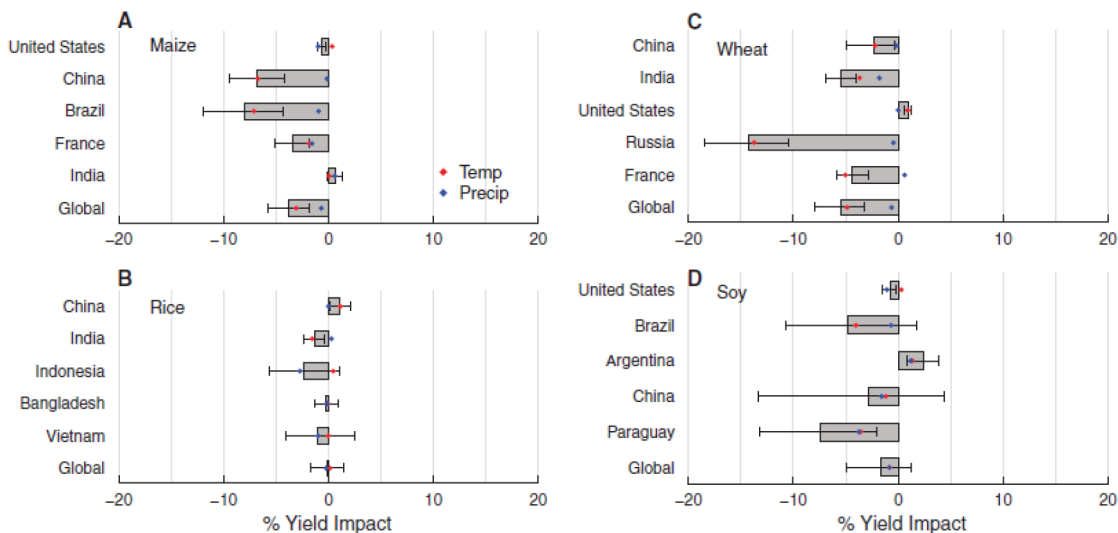 A
Maize
United States
China
Brazil
France
India
Global
Temp
Precip
−20
−10
0
10
20
B
Rice
China
India
Indonesia
Bangladesh
Vietnam
Global
−20
−10
0
10
20
% Yield Impact
C
Wheat
China
India
United States
Russia
France
Global
−20
−10
0
10
20
D
Soy
United States
Brazil
Argentina
China
Paraguay
Global
−20
−10
0
10
20
% Yield Impact